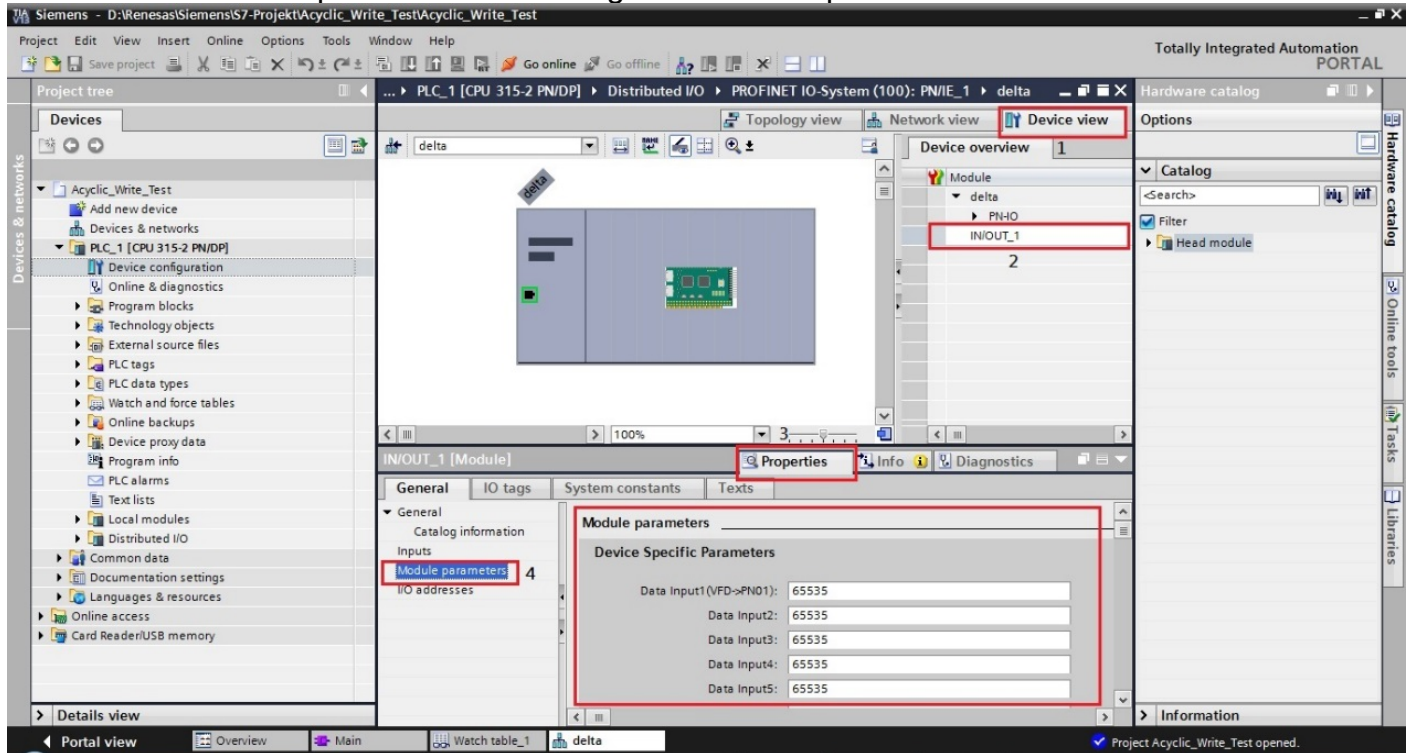 Siemens - D:\Renesas\Siemens\S7-Projekt\Acyclic_Write_Test\Acyclic_Write_Test
Project Edit View Insert Online Options Tools Window Help
Totally Integrated Automation
PORTAL
Save project
Go online
Go offline
Project tree
... PLC_1 [CPU 315-2 PN/DP] Distributed I/O PROFINET IO-System (100): PN/IE_1 delta
Hardware catalog
Devices
Topology view
Network view
Device view
Options
delta
Device overview
1
Catalog
<Search>
Filter
Head module
Devices & networks
Acyclic_Write_Test
Add new device
Devices & networks
PLC_1 [CPU 315-2 PN/DP]
Device configuration
Online & diagnostics
Program blocks
Technology objects
External source files
PLC tags
PLC data types
Watch and force tables
Online backups
Device proxy data
Program info
PLC alarms
Text lists
Local modules
Distributed I/O
Common data
Documentation settings
Languages & resources
Online access
Card Reader/USB memory
delta
Module
delta
PN-IO
IN/OUT_1
2
100%
3
Hardware catalog
Online tools
Tasks
Libraries
IN/OUT_1 [Module]
Properties
Info
Diagnostics
General
IO tags
System constants
Texts
General
Catalog information
Inputs
Module parameters
4
I/O addresses
Module parameters
Device Specific Parameters
Data Input1(VFD->PN01): 65535
Data Input2: 65535
Data Input3: 65535
Data Input4: 65535
Data Input5: 65535
Details view
Information
Portal view
Overview
Main
Watch table_1
delta
Project Acyclic_Write_Test opened.